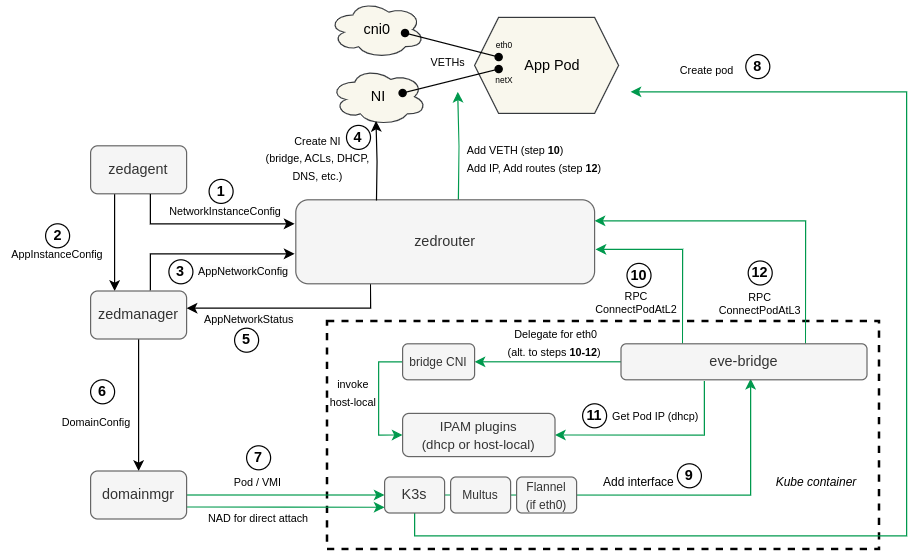 cni0
eth0
VETHs
App Pod
netX
NI
Create pod
8
Create NI
4
(bridge, ACLs, DHCP,
DNS, etc.)
Add VETH (step 10)
Add IP, Add routes (step 12)
zedagent
1
NetworkInstanceConfig
2
AppInstanceConfig
zedrouter
3
AppNetworkConfig
10
RPC
ConnectPodAtL2
12
RPC
ConnectPodAtL3
zedmanager
AppNetworkStatus
5
Delegate for eth0
(alt. to steps 10-12)
bridge CNI
eve-bridge
invoke
host-local
6
DomainConfig
IPAM plugins
(dhcp or host-local)
11
Get Pod IP (dhcp)
7
Pod / VMI
domainmgr
NAD for direct attach
K3s
Multus
Flannel
(if eth0)
Add interface
9
Kube container